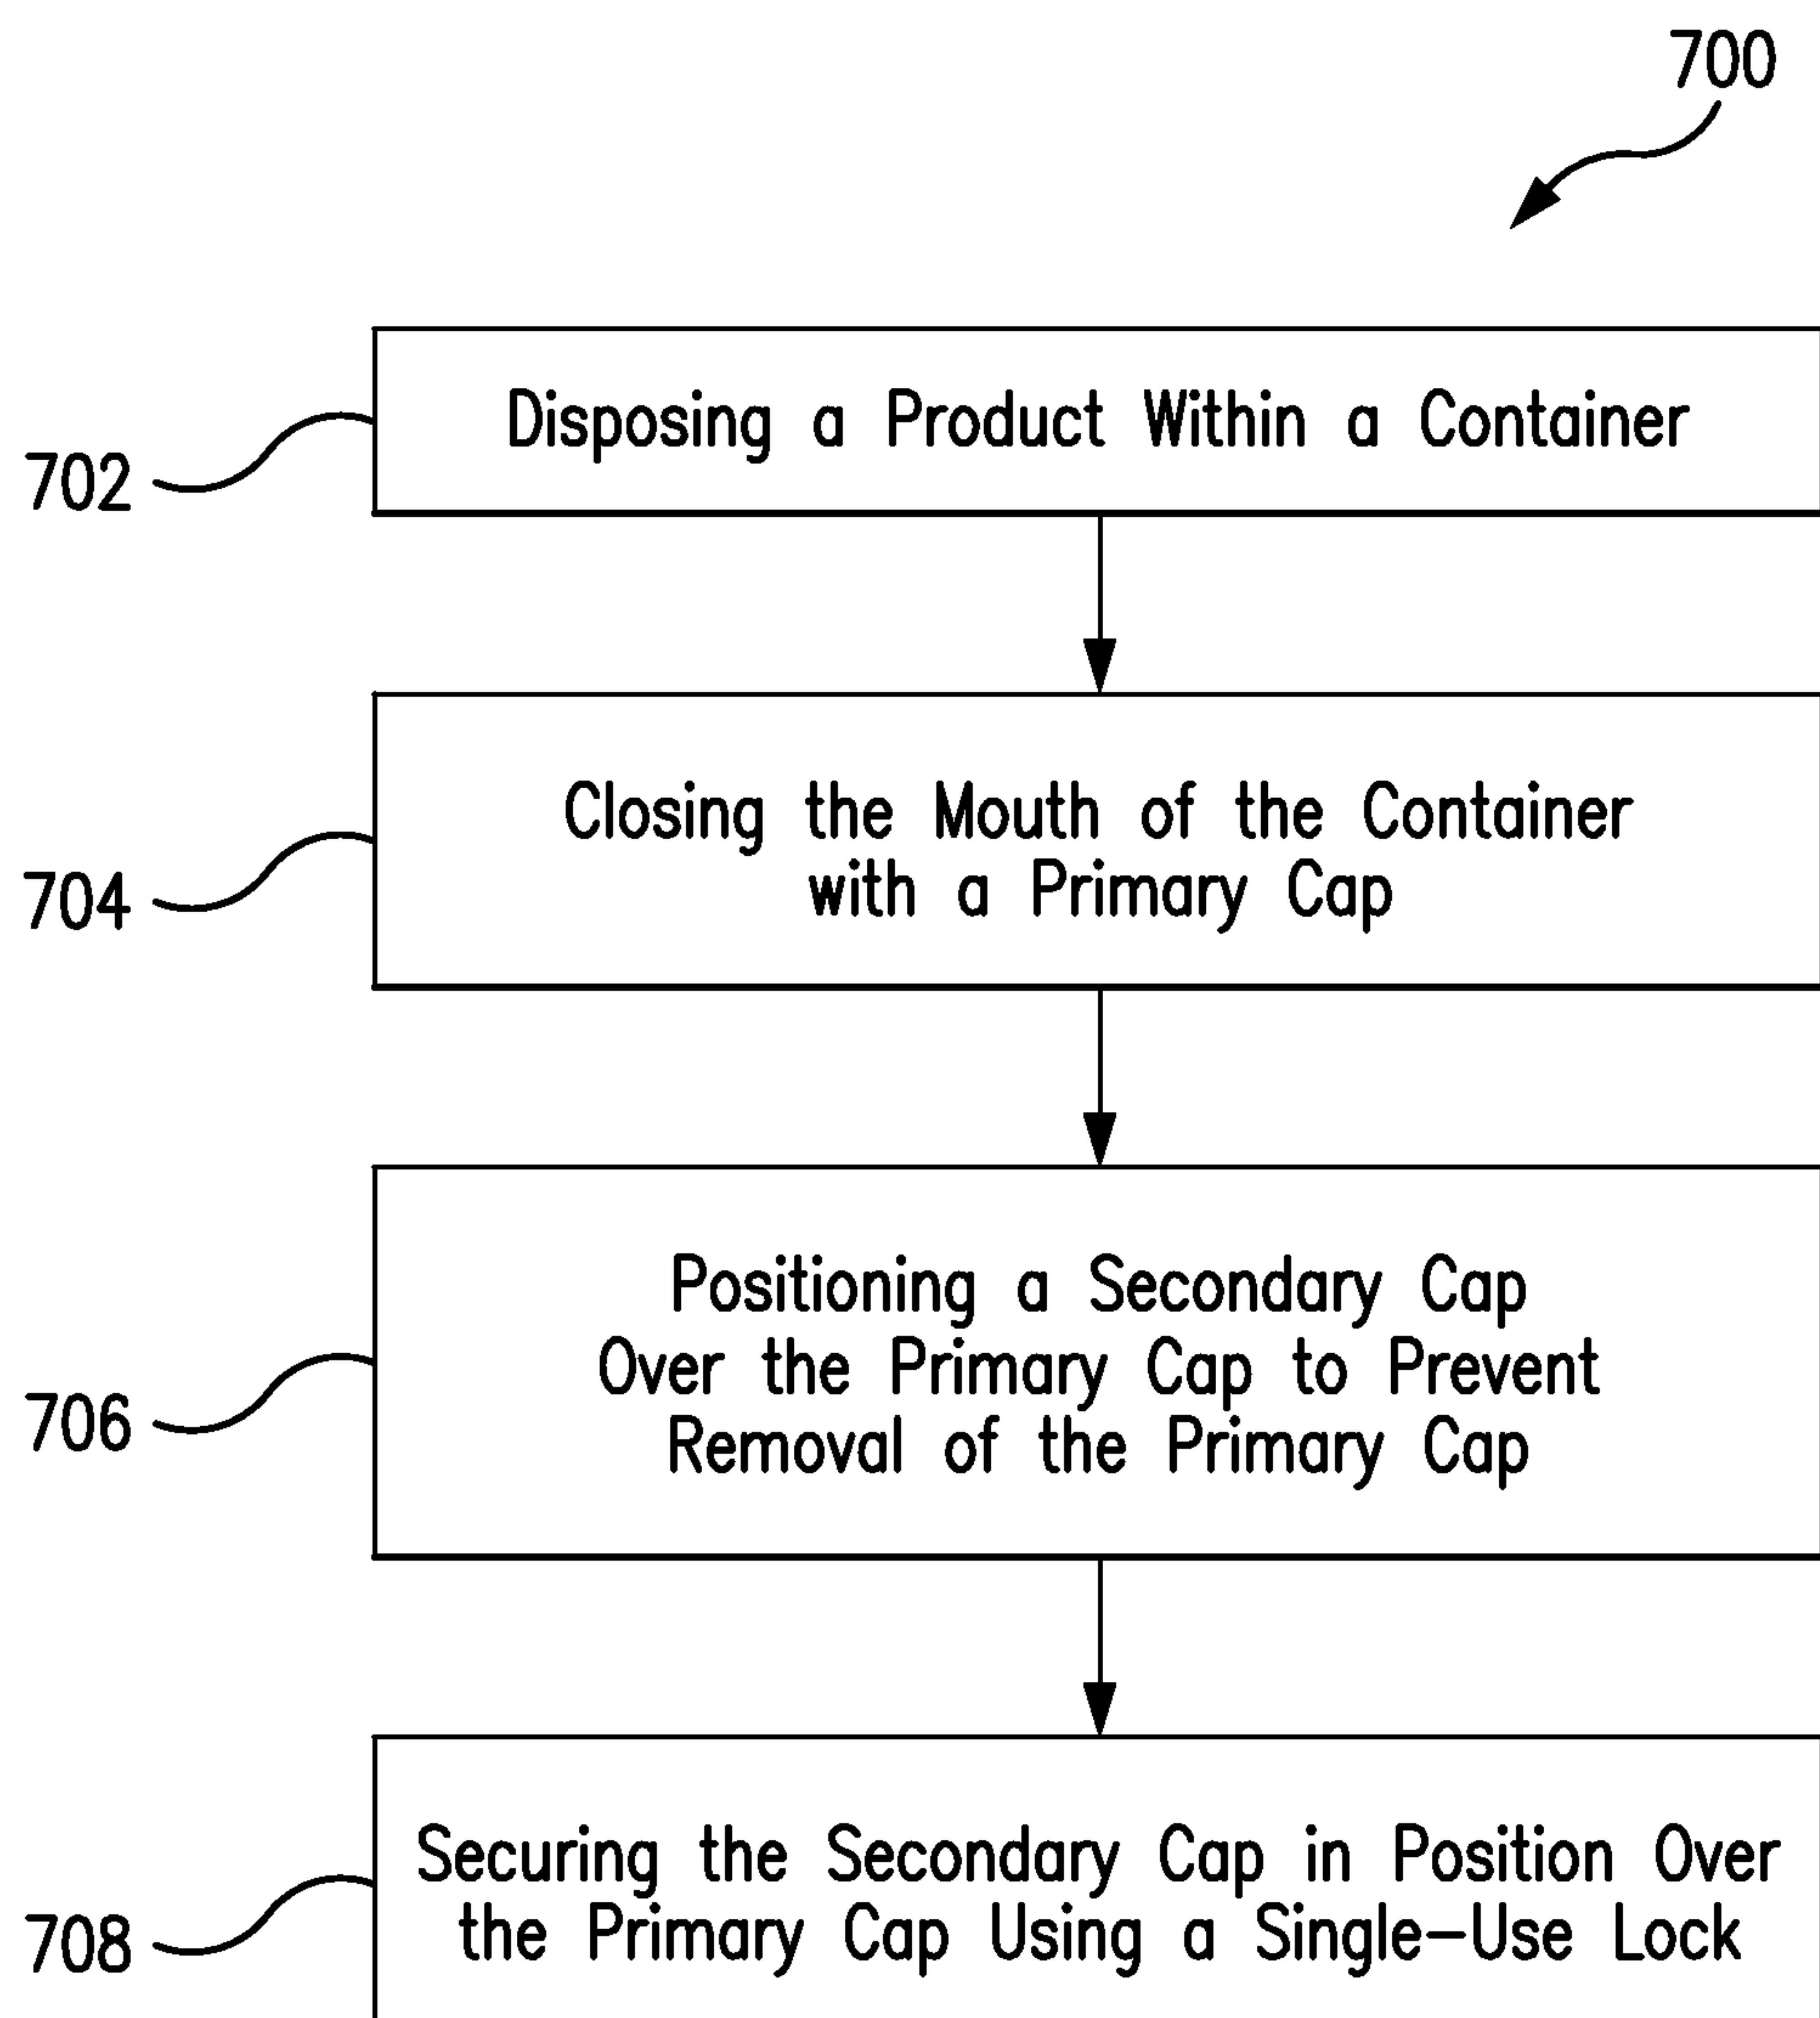 700
702
Disposing a Product Within a Container
704
Closing the Mouth of the Container
with a Primary Cap
706
Positioning a Secondary Cap
Over the Primary Cap to Prevent
Removal of the Primary Cap
708
Securing the Secondary Cap in Position Over
the Primary Cap Using a Single-Use Lock